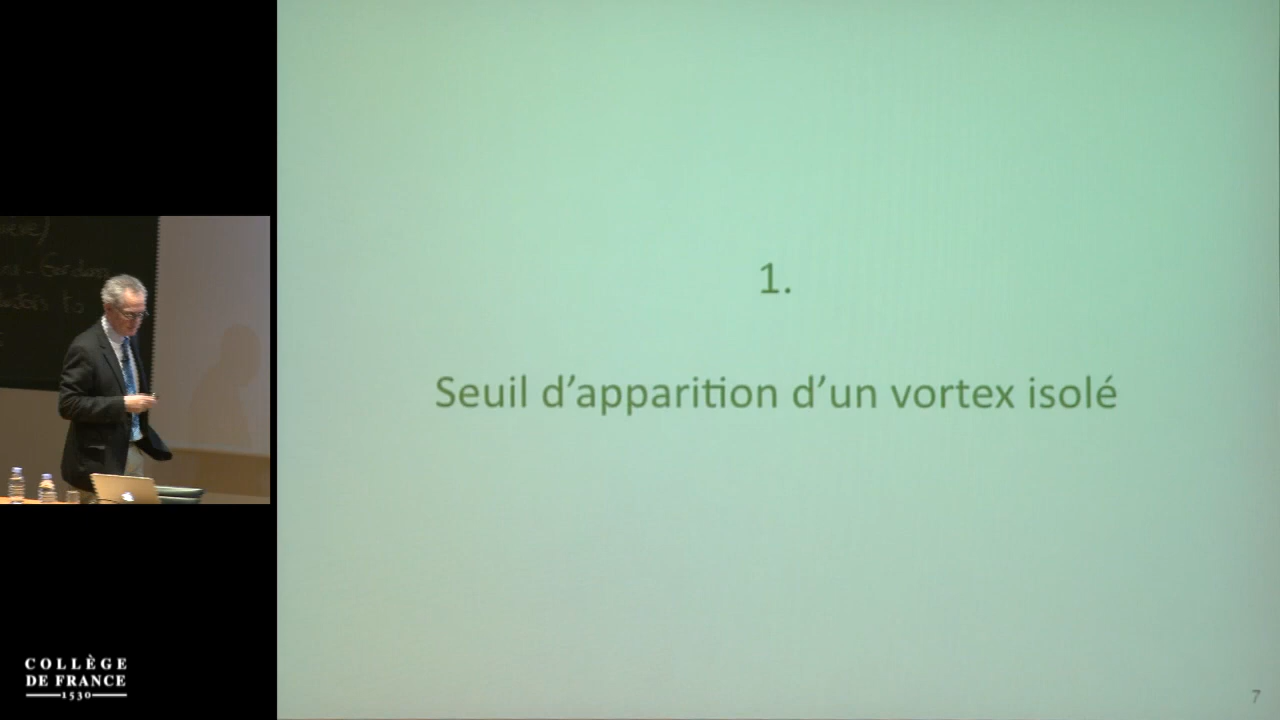 1.
Seuil d'apparition d'un vortex isolé
7
COLLÈGE
DE FRANCE
1530